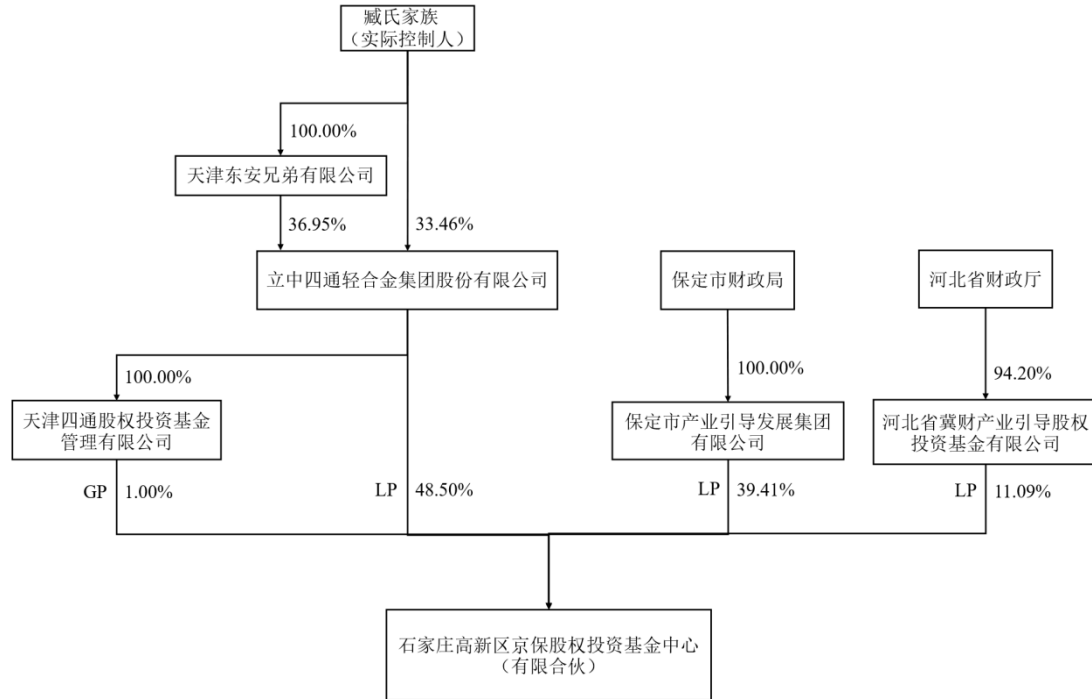 臧氏家族
（实际控制人）
100.00%
天津东安兄弟有限公司
36.95%
33.46%
立中四通轻合金集团股份有限公司
保定市财政局
河北省财政厅
100.00%
100.00%
94.20%
天津四通股权投资基金
管理有限公司
保定市产业引导发展集团
有限公司
河北省冀财产业引导股权
投资基金有限公司
GP
1.00%
LP
48.50%
LP
39.41%
LP
11.09%
石家庄高新区京保股权投资基金中心
（有限合伙）